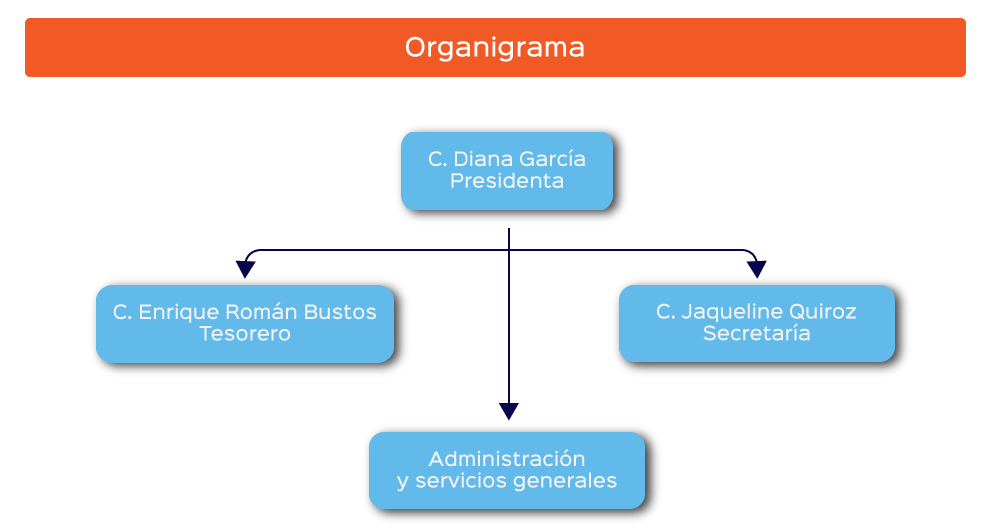 Organigrama
C. Diana García
Presidenta
C. Enrique Román Bustos
Tesorero
C. Jaqueline Quiroz
Secretaría
Administración
y servicios generales